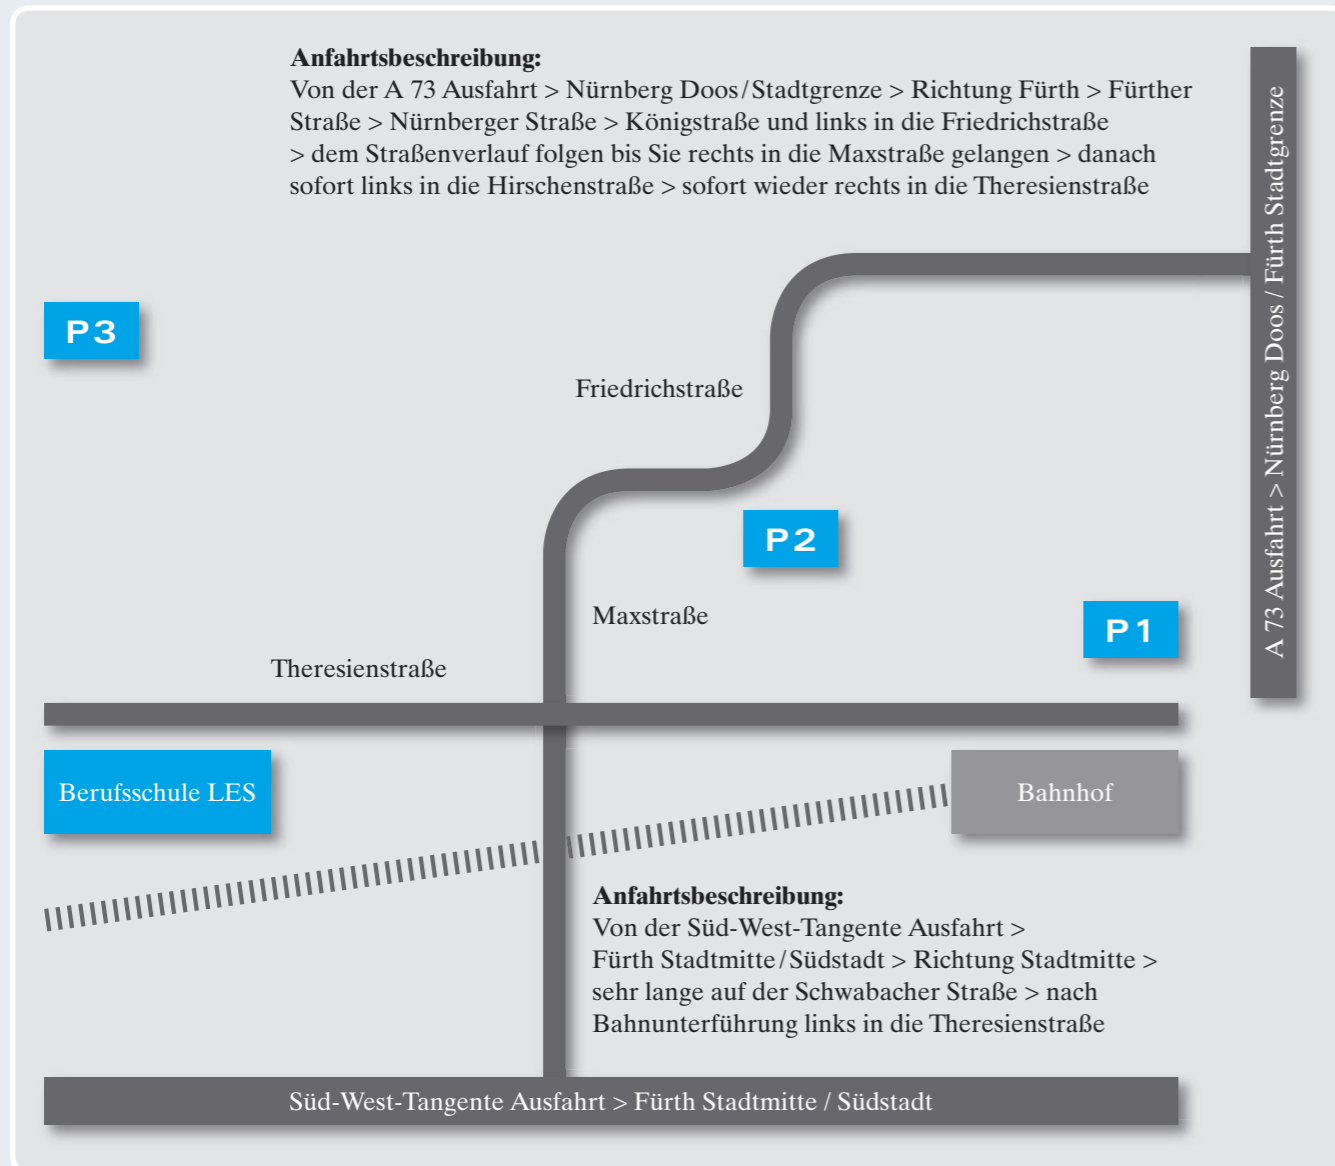 Anfahrtsbeschreibung:
Von der A 73 Ausfahrt > Nürnberg Doos/Stadtgrenze > Richtung Fürth > Fürther
Straße > Nürnberger Straße > Königstraße und links in die Friedrichstraße
> dem Straßenverlauf folgen bis Sie rechts in die Maxstraße gelangen > danach
sofort links in die Hirschenstraße > sofort wieder rechts in die Theresienstraße
A 73 Ausfahrt > Nürnberg Doos / Fürth Stadtgrenze
P3
Friedrichstraße
P2
P1
Maxstraße
Theresienstraße
Berufsschule LES
Bahnhof
Anfahrtsbeschreibung:
Von der Süd-West-Tangente Ausfahrt >
Fürth Stadtmitte/Südstadt > Richtung Stadtmitte >
sehr lange auf der Schwabacher Straße > nach
Bahnunterführung links in die Theresienstraße
Süd-West-Tangente Ausfahrt > Fürth Stadtmitte / Südstadt